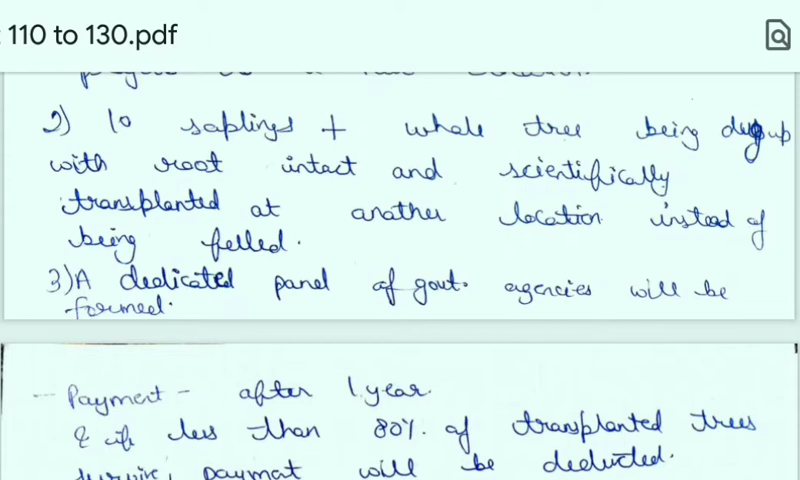 110 to 130.pdf
2) 10 saplings + whole tree being dugup
with root intact and scientifically
transplanted at another location instead of
being felled.
3) A dedicated panel of govt. agencies will be
formed.
- Payment - after 1 year.
& if less than 80% of transplanted trees
survive, payment will be deducted.